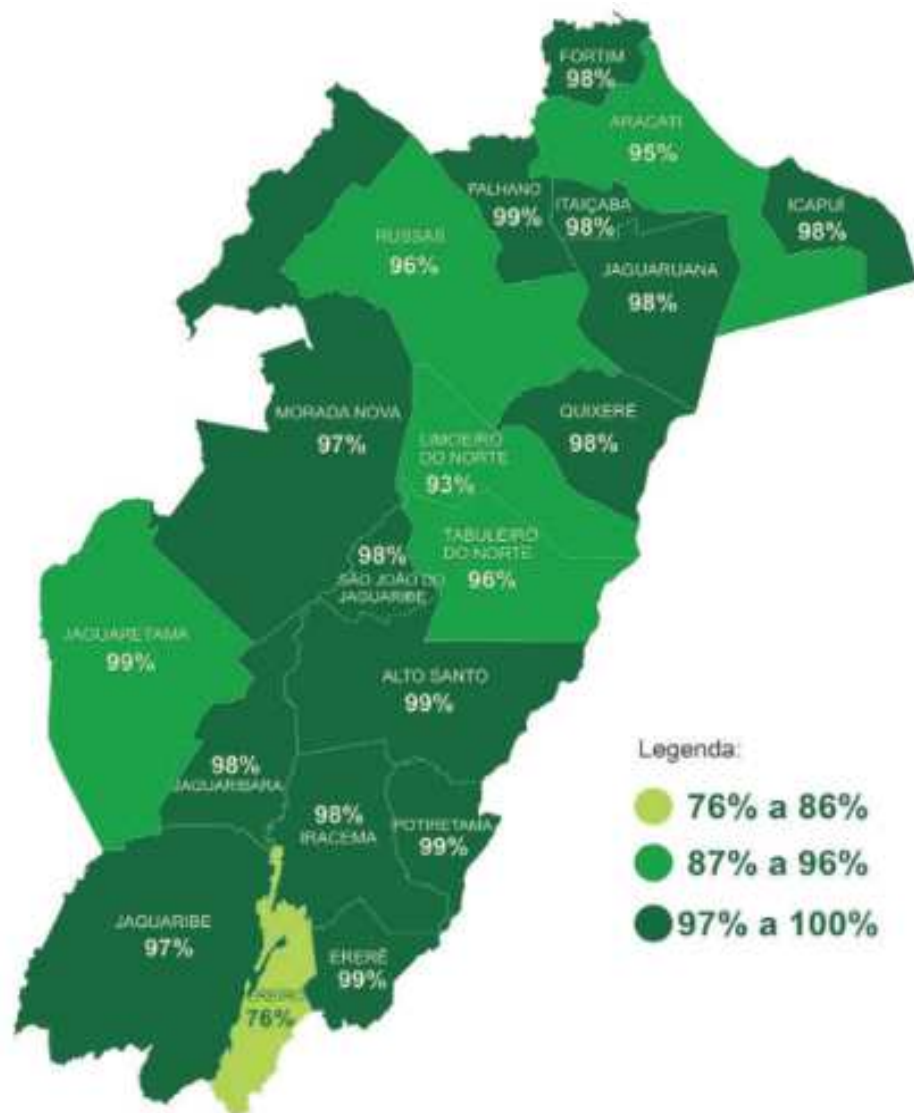 FORTIM
98%
ARACATI
95%
PALHANO
99%
ITAIÇABA
98%
ICAPUÍ
98%
RUSSAS
96%
JAGUARUANA
98%
MORADA NOVA
97%
QUIXERÉ
98%
LIMOEIRO
DO NORTE
93%
TABULEIRO
DO NORTE
96%
98%
SÃO JOÃO DO
JAGUARIBE
JAGUARETAMA
99%
ALTO SANTO
99%
98%
JAGUARIBARA
98%
IRACEMA
POTIRETAMA
99%
JAGUARIBE
97%
ERERÊ
99%
PEREIRO
76%
Legenda:
76% a 86%
87% a 96%
97% a 100%